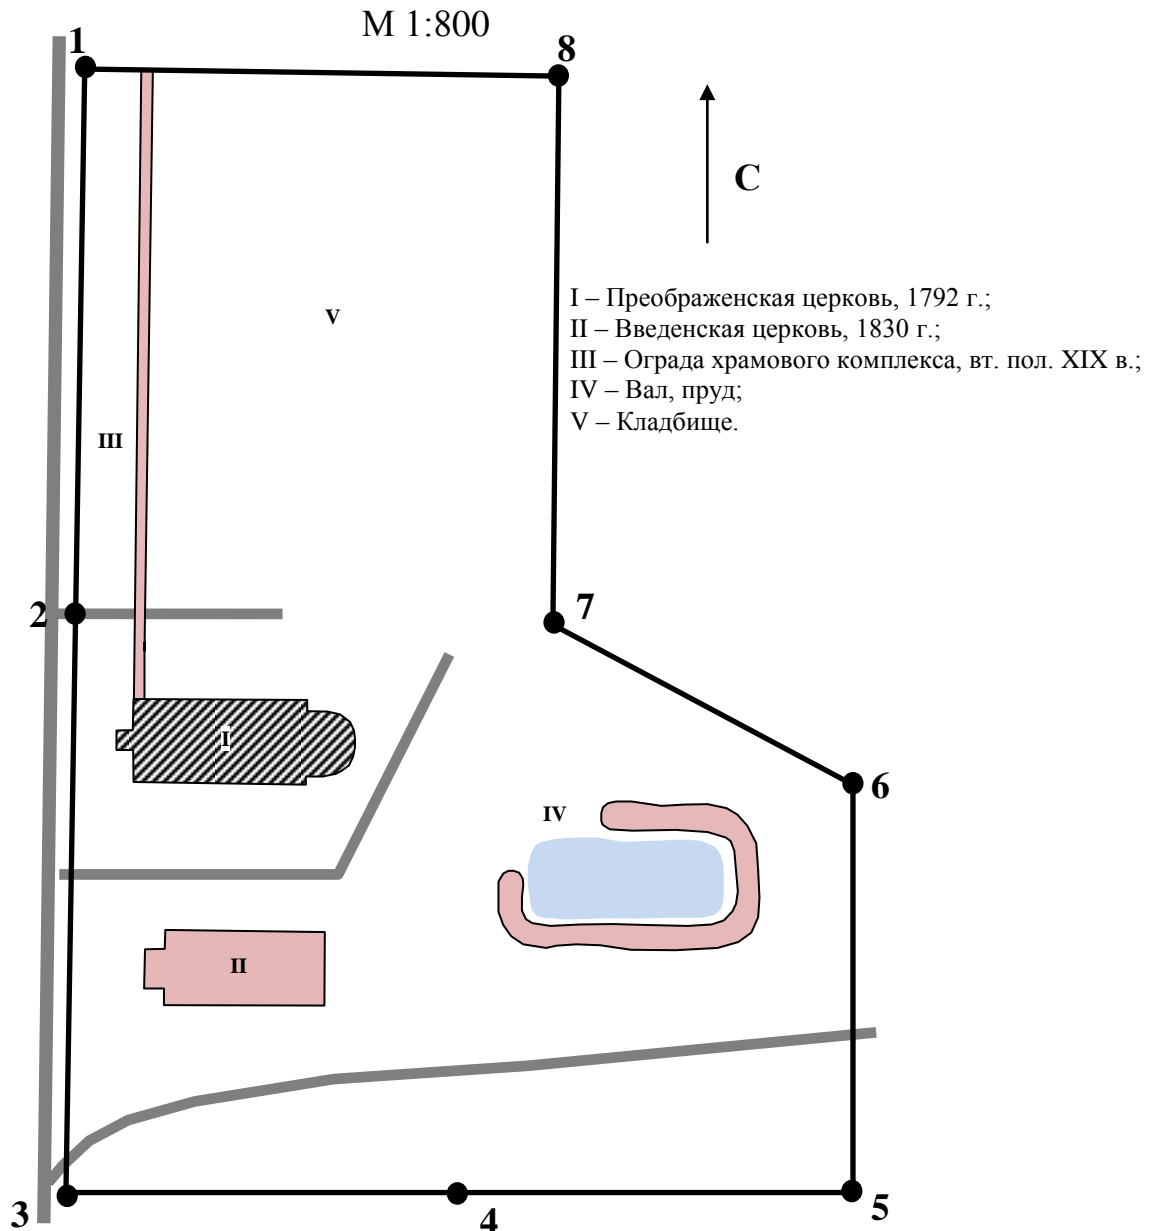 М 1:800
1
8
С
V
I – Преображенская церковь, 1792 г.;
II – Введенская церковь, 1830 г.;
III – Ограда храмового комплекса, вт. пол. XIX в.;
IV – Вал, пруд;
V – Кладбище.
III
2
7
I
6
IV
II
3
4
5